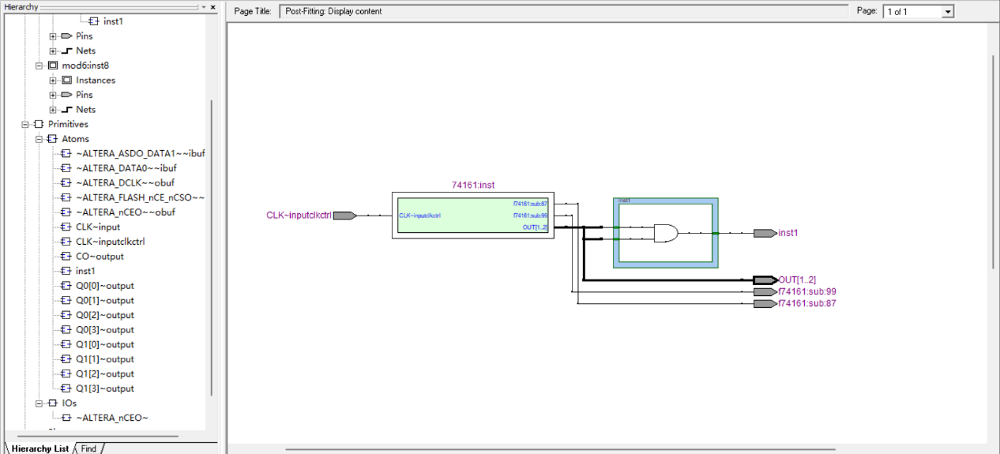 Hierarchy
inst1
Pins
Nets
mod6:inst8
Instances
Pins
Nets
Primitives
Atoms
~ALTERA_ASDO_DATA1~~ibuf
~ALTERA_DATA0~~ibuf
~ALTERA_DCLK~~obuf
~ALTERA_FLASH_nCE_nCSO~~
~ALTERA_nCEO~~obuf
CLK~input
CLK~inputclkctrl
CO~output
inst1
Q0[0]~output
Q0[1]~output
Q0[2]~output
Q0[3]~output
Q1[0]~output
Q1[1]~output
Q1[2]~output
Q1[3]~output
IOs
~ALTERA_nCEO~
Hierarchy List
Find
Page Title: Post-Fitting: Display content
Page: 1 of 1
74161:inst
CLK~inputclkctrl
CLK~inputclkctrl
f74161:sub:87
f74161:sub:99
OUT[1..2]
inst1
inst1
OUT[1..2]
f74161:sub:99
f74161:sub:87